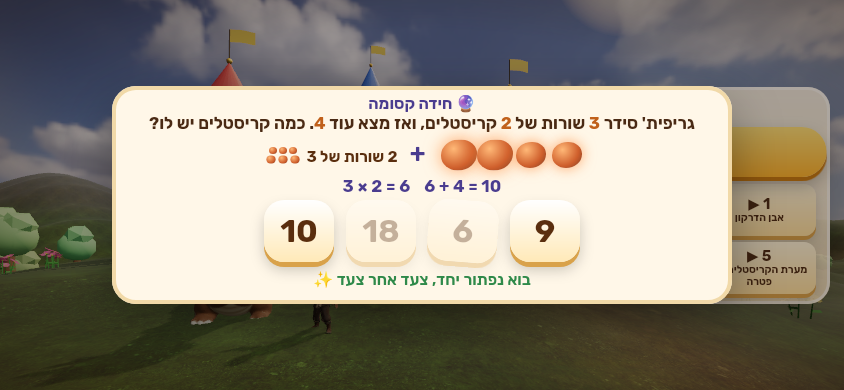 🔮 חידה קסומה
גריפית' סידר 3 שורות של 2 קריסטלים, ואז מצא עוד 4. כמה קריסטלים יש לו?
2 שורות של 3 +
3 × 2 = 6   6 + 4 = 10
10 18 6 9
בוא נפתור יחד, צעד אחר צעד ✨
▶ 1
אבן הדרקון
▶ 5
מערת הקריסטלים
פטרה